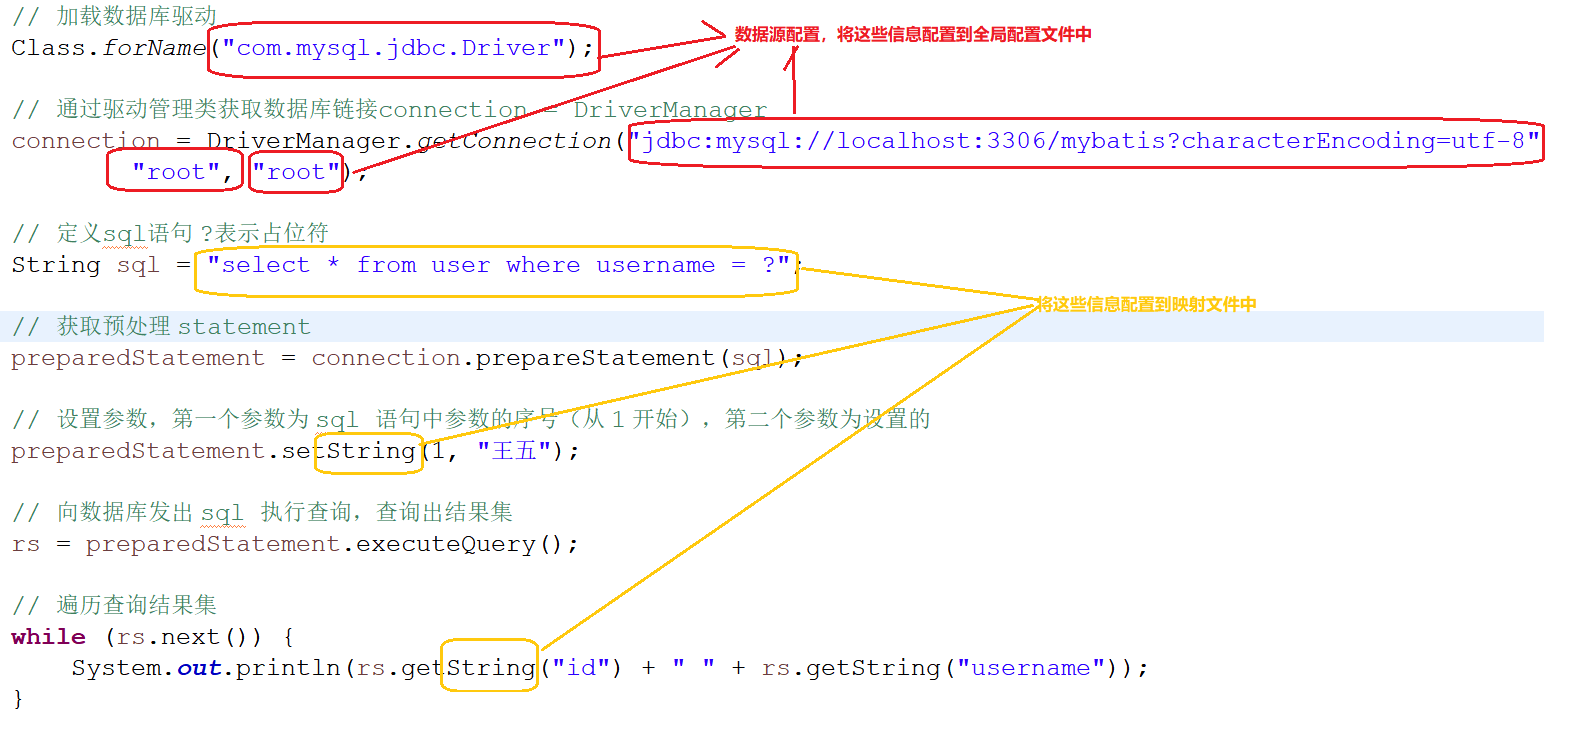 // 加载数据库驱动
Class.forName("com.mysql.jdbc.Driver");
数据源配置，将这些信息配置到全局配置文件中
// 通过驱动管理类获取数据库链接connection = DriverManager
connection = DriverManager.getConnection("jdbc:mysql://localhost:3306/mybatis?characterEncoding=utf-8"
"root", "root");
// 定义sql语句 ?表示占位符
String sql = "select * from user where username = ?";
将这些信息配置到映射文件中
// 获取预处理 statement
preparedStatement = connection.prepareStatement(sql);
// 设置参数，第一个参数为 sql 语句中参数的序号（从 1 开始），第二个参数为设置的
preparedStatement.setString(1, "王五");
// 向数据库发出 sql 执行查询，查询出结果集
rs = preparedStatement.executeQuery();
// 遍历查询结果集
while (rs.next()) {
System.out.println(rs.getString("id") + " " + rs.getString("username"));
}